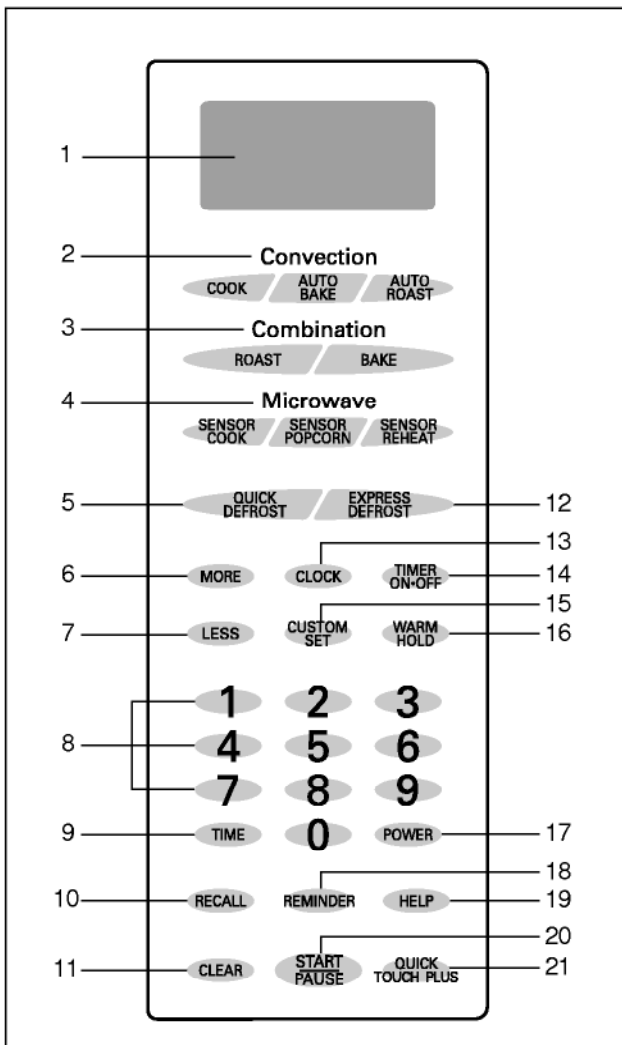 1
2
Convection
COOK
AUTO
BAKE
AUTO
ROAST
3
Combination
ROAST
BAKE
4
Microwave
SENSOR
COOK
SENSOR
POPCORN
SENSOR
REHEAT
5
QUICK
DEFROST
EXPRESS
DEFROST
12
13
6
MORE
CLOCK
TIMER
ON•OFF
14
15
7
LESS
CUSTOM
SET
WARM
HOLD
16
1 2 3
8
4 5 6
7 8 9
9
TIME
0
POWER
17
18
10
RECALL
REMINDER
HELP
19
20
11
CLEAR
START
PAUSE
QUICK
TOUCH PLUS
21